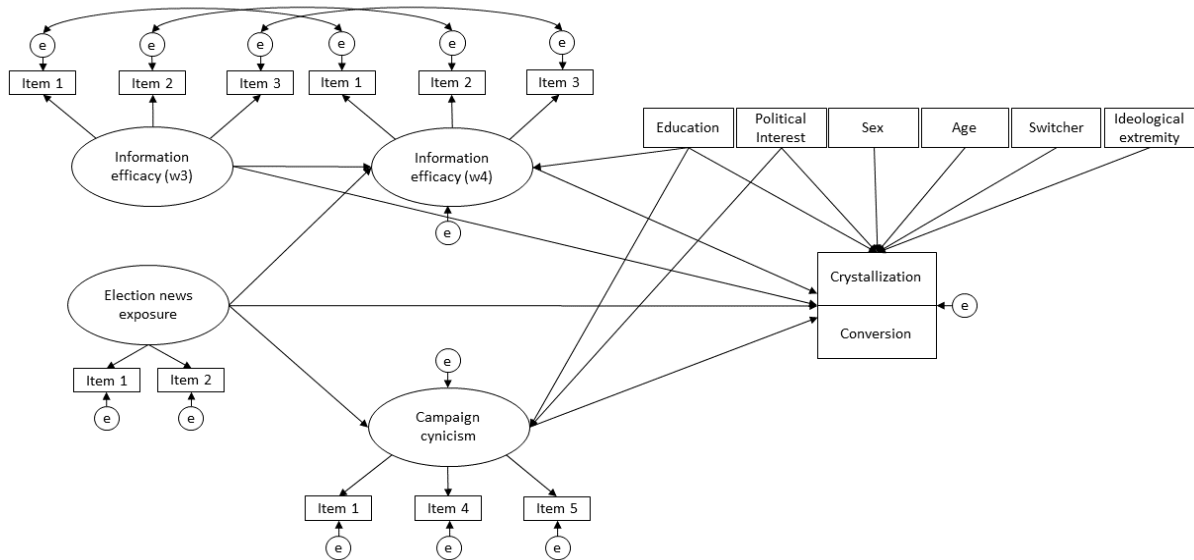 e
e
e
e
e
e
Item 1
Item 2
Item 3
Item 1
Item 2
Item 3
Information
efficacy (w3)
Information
efficacy (w4)
e
Education
Political
Interest
Sex
Age
Switcher
Ideological
extremity
Election news
exposure
Item 1
Item 2
e
e
Crystallization
Conversion
e
e
Campaign
cynicism
Item 1
Item 4
Item 5
e
e
e